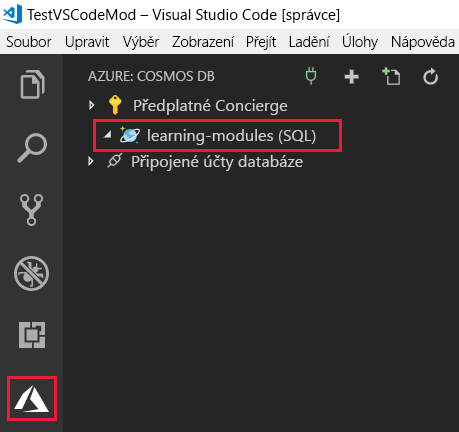 TestVSCodeMod – Visual Studio Code [správce]
Soubor Upravit Výběr Zobrazení Přejít Ladění Úlohy Nápověda
AZURE: COSMOS DB
Předplatné Concierge
learning-modules (SQL)
Připojené účty databáze